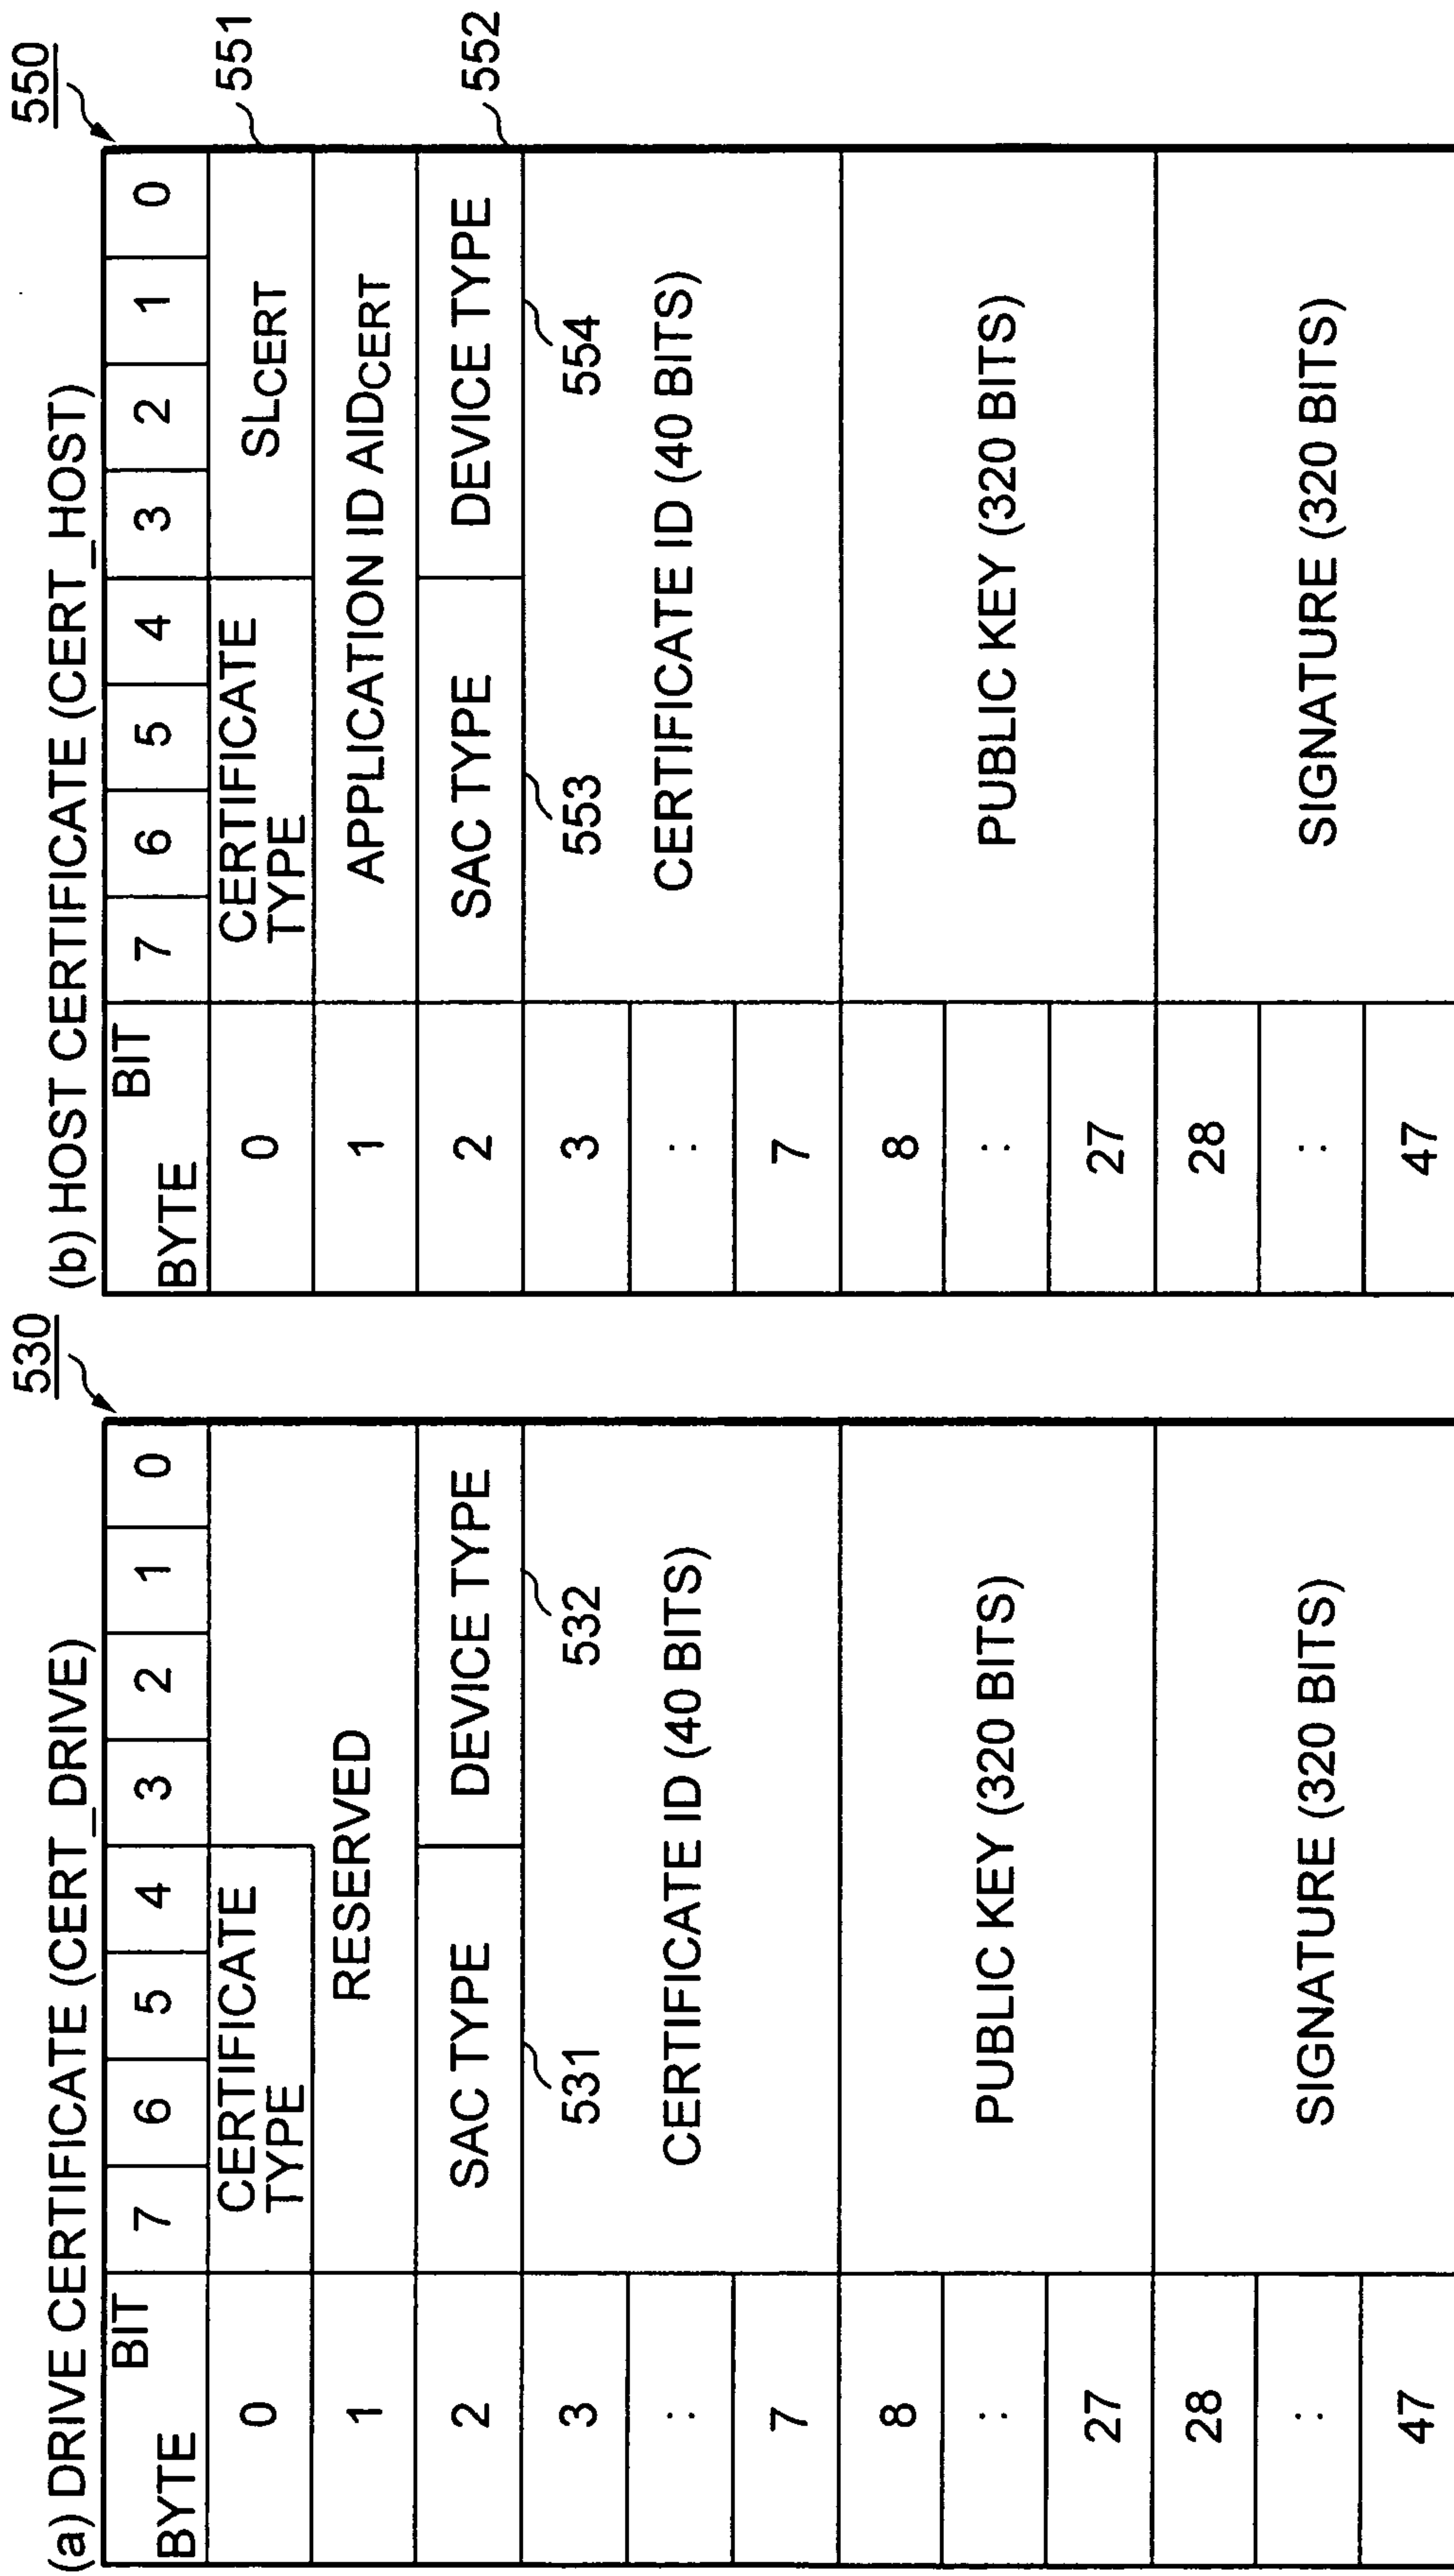 (a) DRIVE CERTIFICATE (CERT_DRIVE)
530
BIT
BYTE
7 6 5 4 3 2 1 0
0
CERTIFICATE
TYPE
1
RESERVED
2
SAC TYPE
DEVICE TYPE
531
532
3
:
7
CERTIFICATE ID (40 BITS)
8
:
27
PUBLIC KEY (320 BITS)
28
:
47
SIGNATURE (320 BITS)
(b) HOST CERTIFICATE (CERT_HOST)
550
BIT
BYTE
7 6 5 4 3 2 1 0
0
CERTIFICATE
TYPE
SLCERT
551
1
APPLICATION ID AIDCERT
552
2
SAC TYPE
DEVICE TYPE
553
554
3
:
7
CERTIFICATE ID (40 BITS)
8
:
27
PUBLIC KEY (320 BITS)
28
:
47
SIGNATURE (320 BITS)